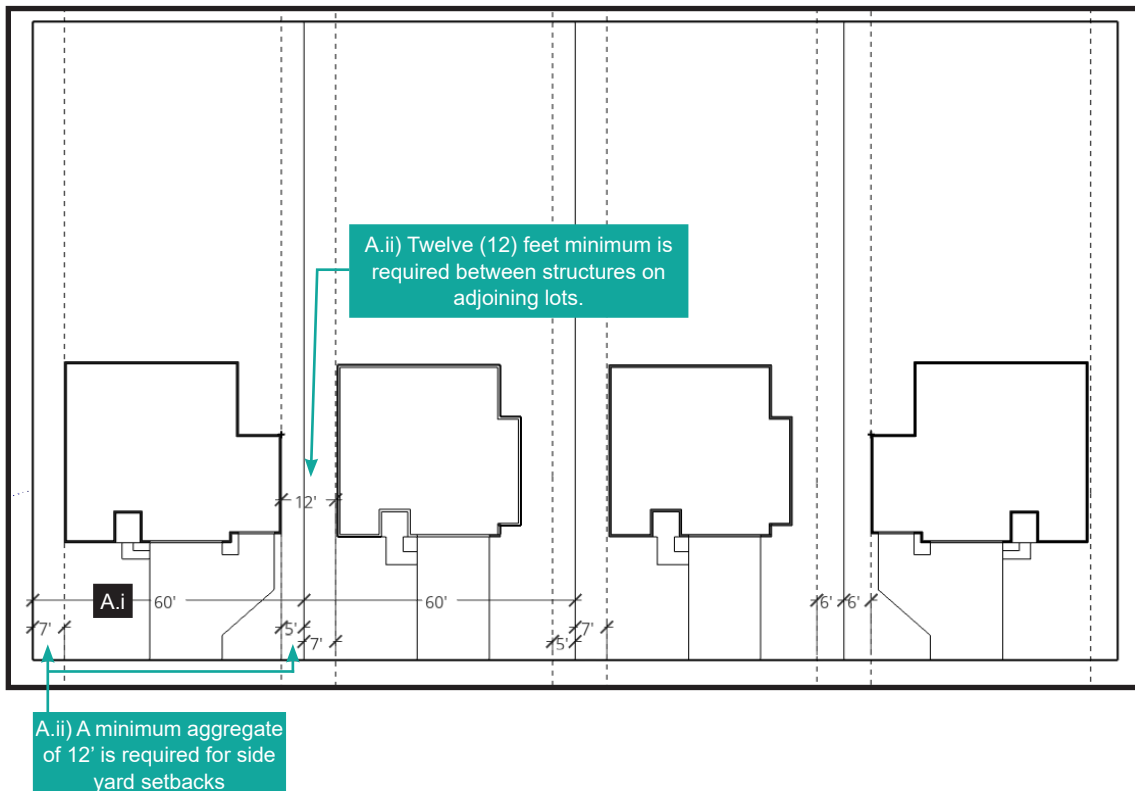 A.ii) Twelve (12) feet minimum is
required between structures on
adjoining lots.
12'
A.i
60'
60'
6'
6'
7'
5'
7'
5'
7'
A.ii) A minimum aggregate
of 12’ is required for side
yard setbacks